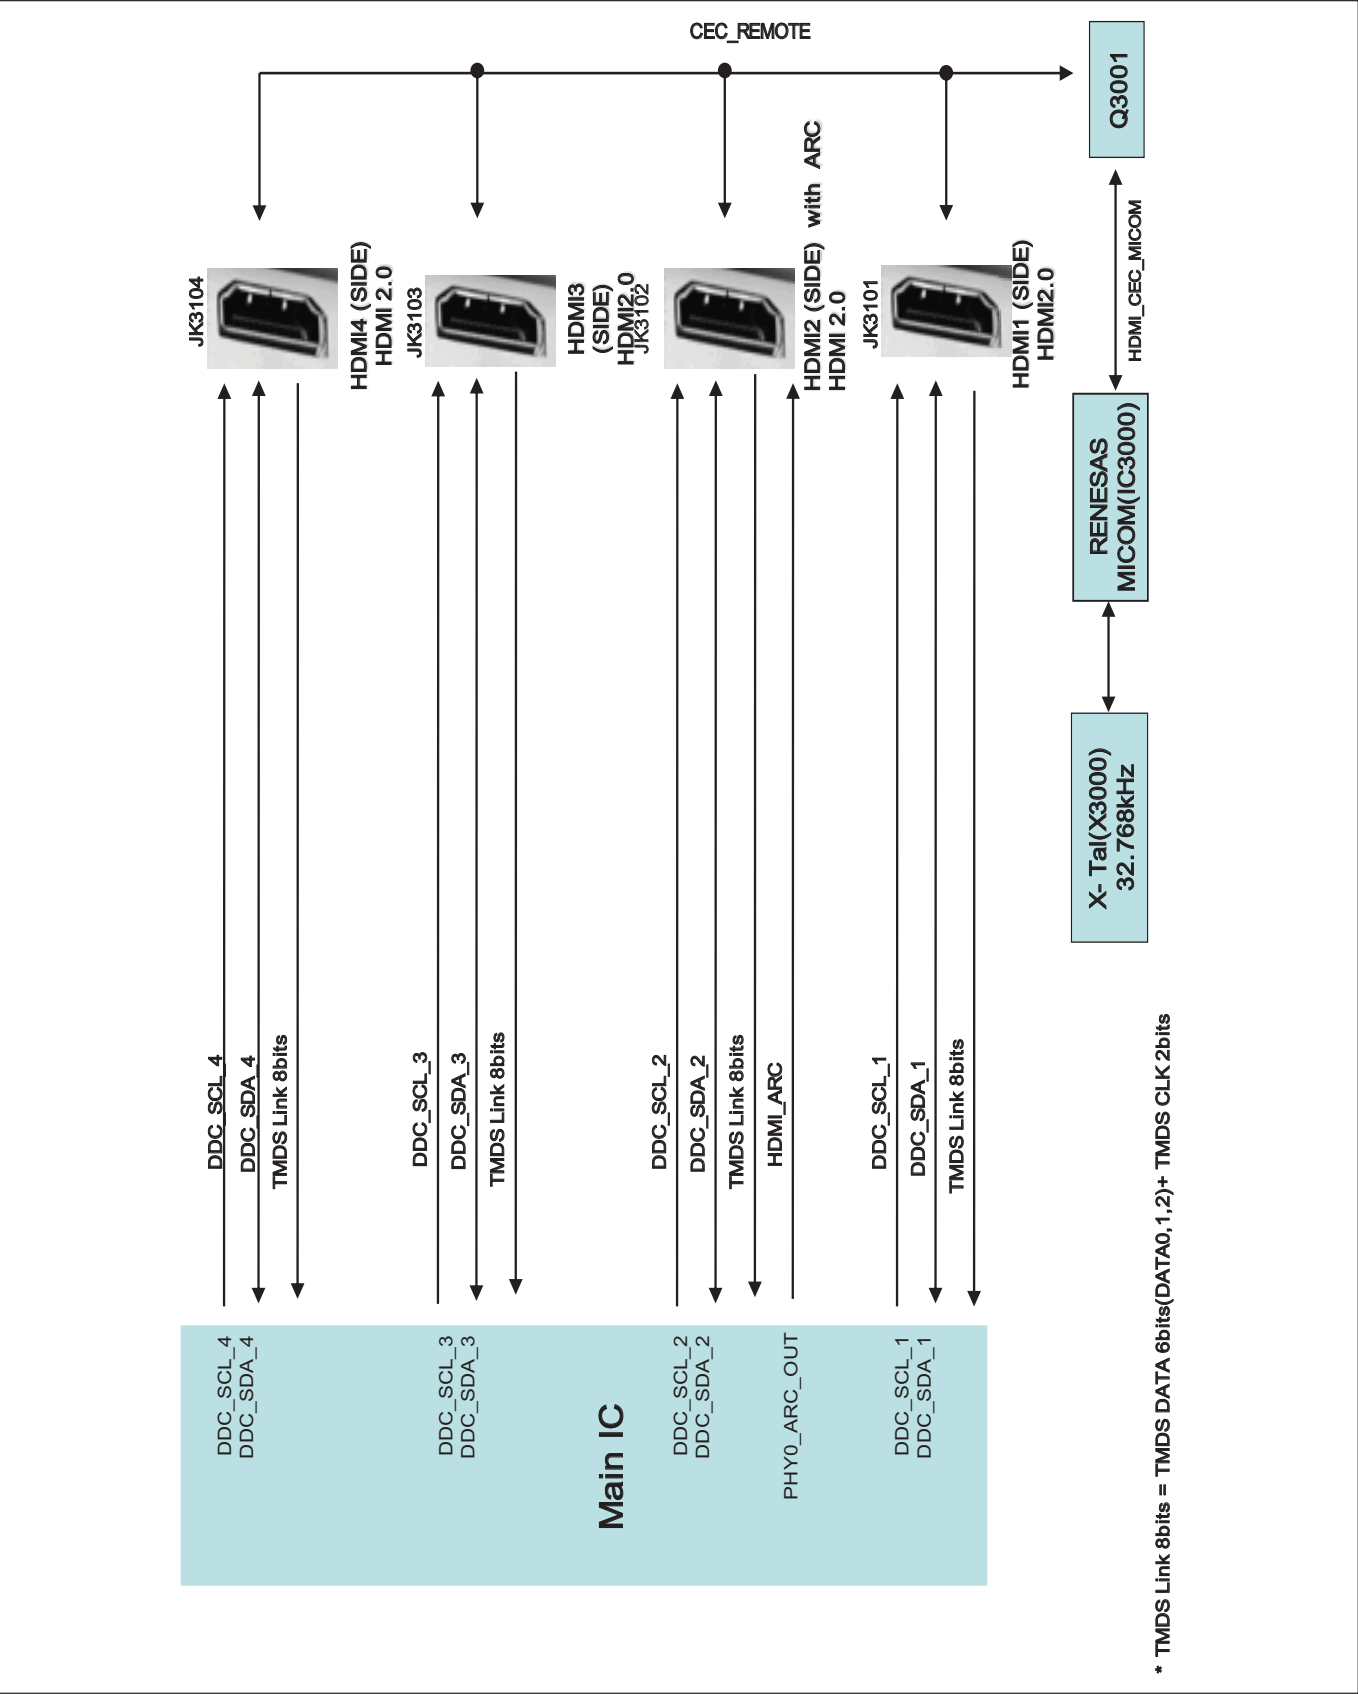 CEC_REMOTE
Q3001
JK3104
HDMI4 (SIDE)
HDMI 2.0
JK3103
HDMI3
(SIDE)
HDMI2.0
JK3102
HDMI2 (SIDE) with ARC
HDMI 2.0
JK3101
HDMI1 (SIDE)
HDMI2.0
HDMI_CEC_MICOM
RENESAS
MICOM(IC3000)
X- Tal(X3000)
32.768kHz
DDC_SCL_4
DDC_SDA_4
TMDS Link 8bits
DDC_SCL_3
DDC_SDA_3
TMDS Link 8bits
DDC_SCL_2
DDC_SDA_2
TMDS Link 8bits
HDMI_ARC
DDC_SCL_1
DDC_SDA_1
TMDS Link 8bits
DDC_SCL_4
DDC_SDA_4
DDC_SCL_3
DDC_SDA_3
Main IC
DDC_SCL_2
DDC_SDA_2
PHY0_ARC_OUT
DDC_SCL_1
DDC_SDA_1
* TMDS Link 8bits = TMDS DATA 6bits(DATA0,1,2)+ TMDS CLK 2bits